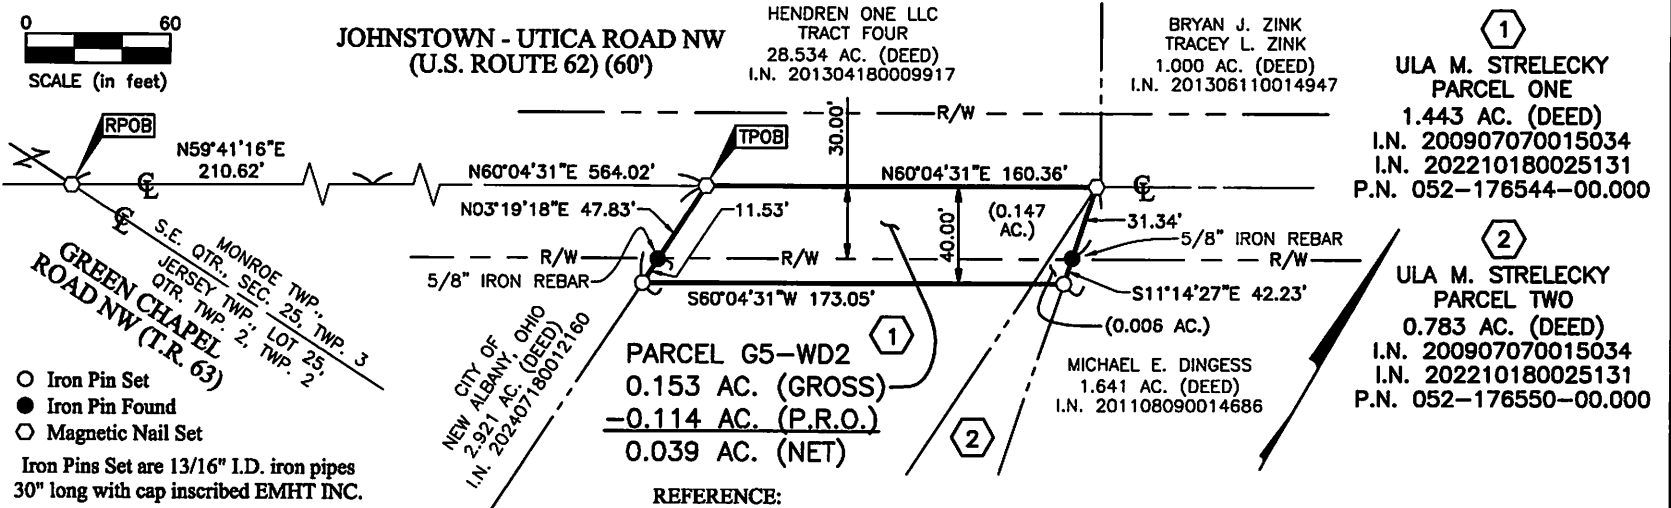 0 60
SCALE (in feet)
JOHNSTOWN - UTICA ROAD NW
(U.S. ROUTE 62) (60')
HENDREN ONE LLC
TRACT FOUR
28.534 AC. (DEED)
I.N. 201304180009917
BRYAN J. ZINK
TRACEY L. ZINK
1.000 AC. (DEED)
I.N. 201306110014947
1
ULA M. STRELECKY
PARCEL ONE
1.443 AC. (DEED)
I.N. 200907070015034
I.N. 202210180025131
P.N. 052-176544-00.000
2
ULA M. STRELECKY
PARCEL TWO
0.783 AC. (DEED)
I.N. 200907070015034
I.N. 202210180025131
P.N. 052-176550-00.000
RPOB
TPOB
R/W
30.00'
N59°41'16"E
210.62'
N60°04'31"E 564.02'
N60°04'31"E 160.36'
CL
CL
CL
N03°19'18"E 47.83'
11.53'
40.00'
(0.147
AC.)
31.34'
5/8" IRON REBAR
R/W
R/W
R/W
5/8" IRON REBAR
S60°04'31"W 173.05'
S11°14'27"E 42.23'
(0.006 AC.)
MONROE TWP.,
S.E. QTR., SEC. 25, TWP. 3
JERSEY TWP., LOT 25,
QTR. TWP. 2, TWP. 2
GREEN CHAPEL
ROAD NW (T.R. 63)
CITY OF
NEW ALBANY, OHIO
2.921 AC. (DEED)
I.N. 202407180012160
PARCEL G5-WD2
1
0.153 AC. (GROSS)
-0.114 AC. (P.R.O.)
0.039 AC. (NET)
MICHAEL E. DINGESS
1.641 AC. (DEED)
I.N. 201108090014686
2
Iron Pin Set
Iron Pin Found
Magnetic Nail Set
Iron Pins Set are 13/16" I.D. iron pipes
30" long with cap inscribed EMHT INC.
REFERENCE: